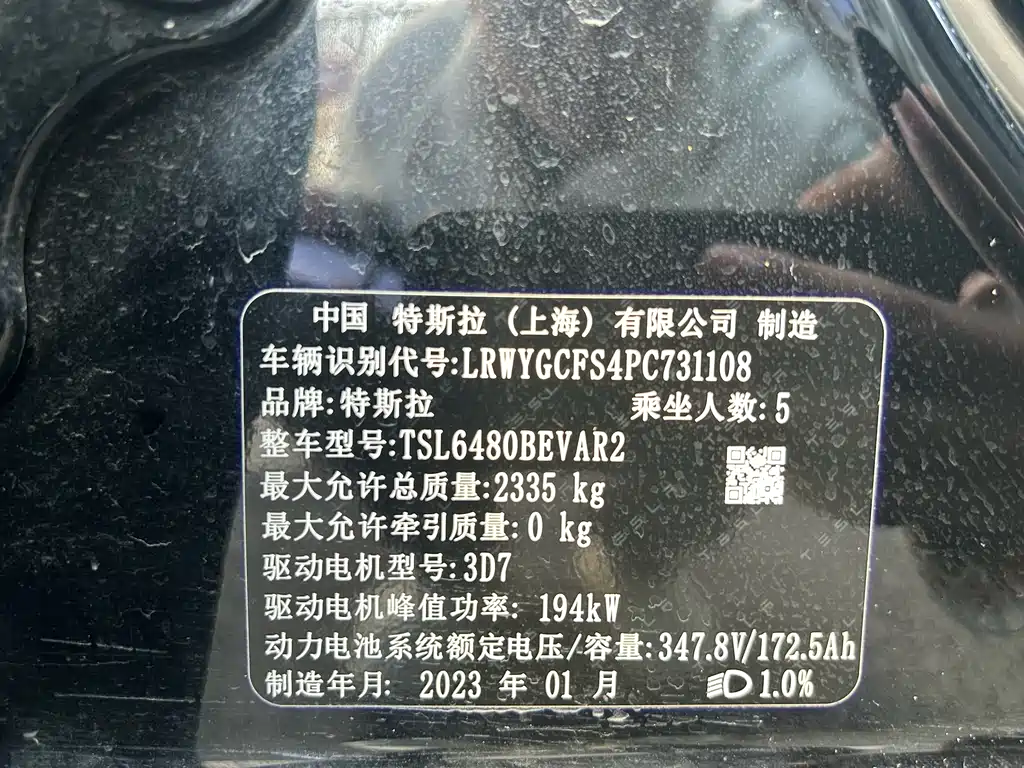 中国 特斯拉 (上海) 有限公司 制造
车辆识别代号:LRWYGCFS4PC731108
品牌:特斯拉 乘坐人数:5
整车型号:TSL6480BEVAR2
最大允许总质量:2335 kg
最大允许牵引质量:0 kg
驱动电机型号:3D7
驱动电机峰值功率: 194kW
动力电池系统额定电压/容量:347.8V/172.5Ah
制造年月: 2023 年 01 月 1.0%